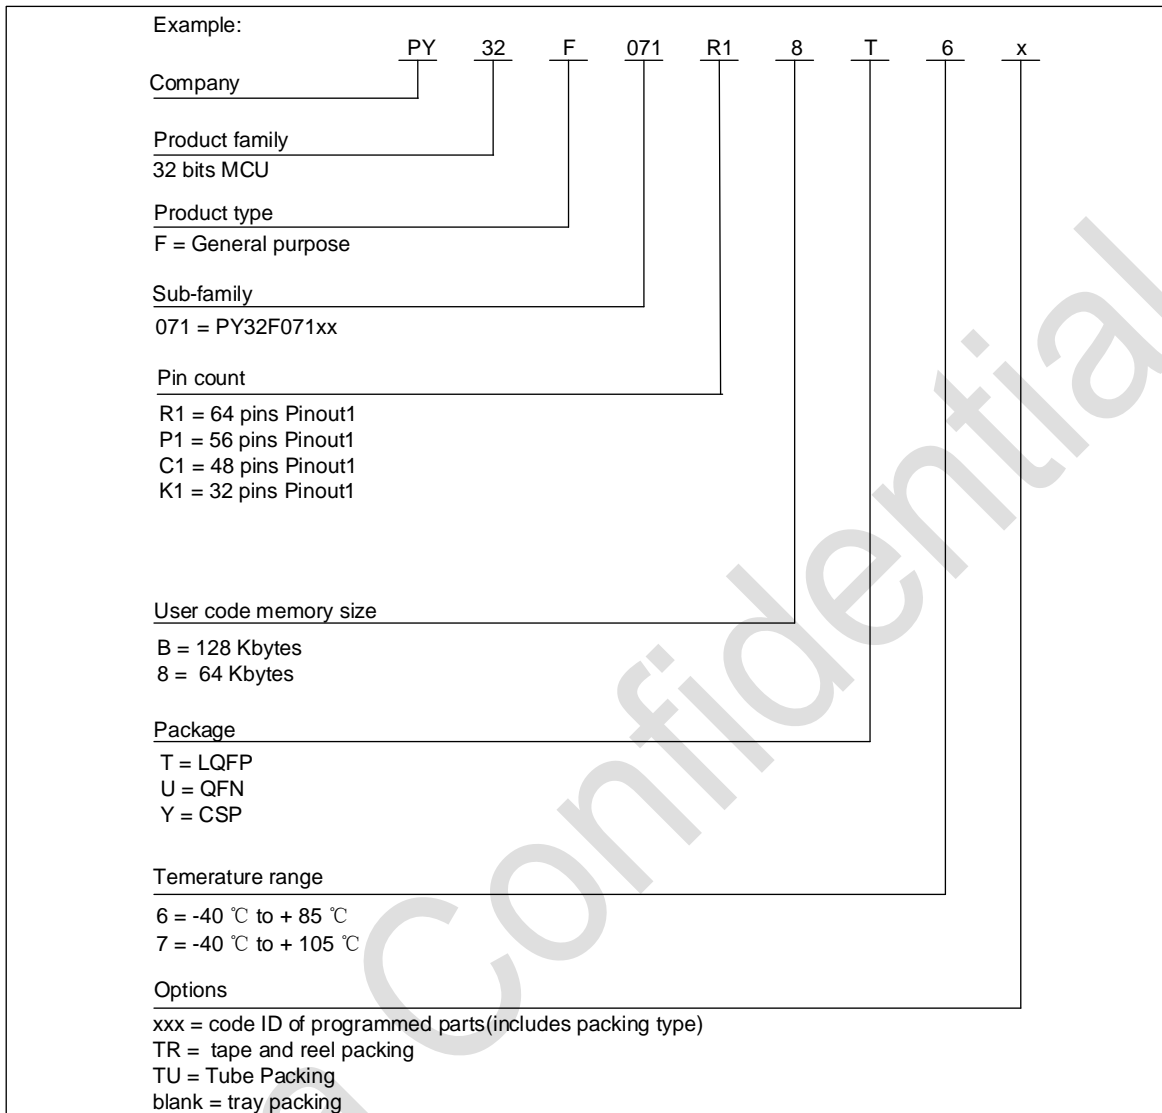 Example:
PY 32 F 071 R1 8 T 6 x
Company
Product family
32 bits MCU
Product type
F = General purpose
Sub-family
071 = PY32F071xx
Pin count
R1 = 64 pins Pinout1
P1 = 56 pins Pinout1
C1 = 48 pins Pinout1
K1 = 32 pins Pinout1
User code memory size
B = 128 Kbytes
8 = 64 Kbytes
Package
T = LQFP
U = QFN
Y = CSP
Temerature range
6 = -40 ℃ to + 85 ℃
7 = -40 ℃ to + 105 ℃
Options
xxx = code ID of programmed parts(includes packing type)
TR = tape and reel packing
TU = Tube Packing
blank = tray packing
Confidential